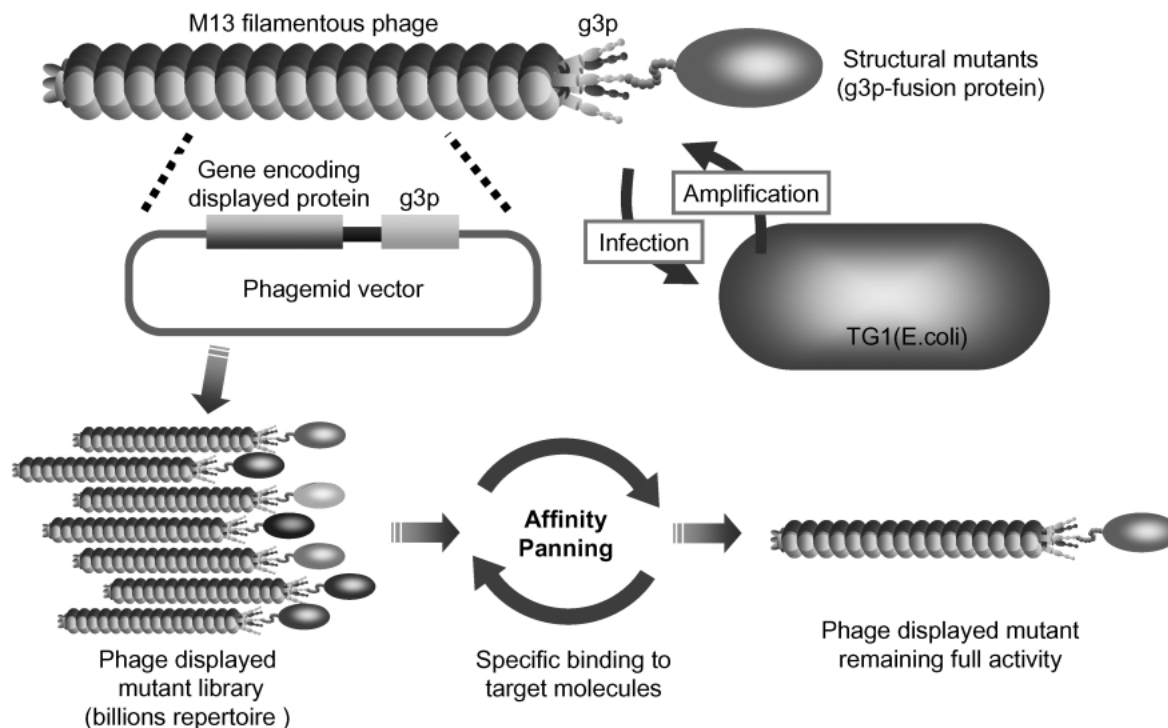 M13 filamentous phage
g3p
Structural mutants
(g3p-fusion protein)
Gene encoding
displayed protein
g3p
Phagemid vector
Amplification
Infection
TG1(E.coli)
Affinity
Panning
Phage displayed
mutant library
(billions repertoire )
Specific binding to
target molecules
Phage displayed mutant
remaining full activity